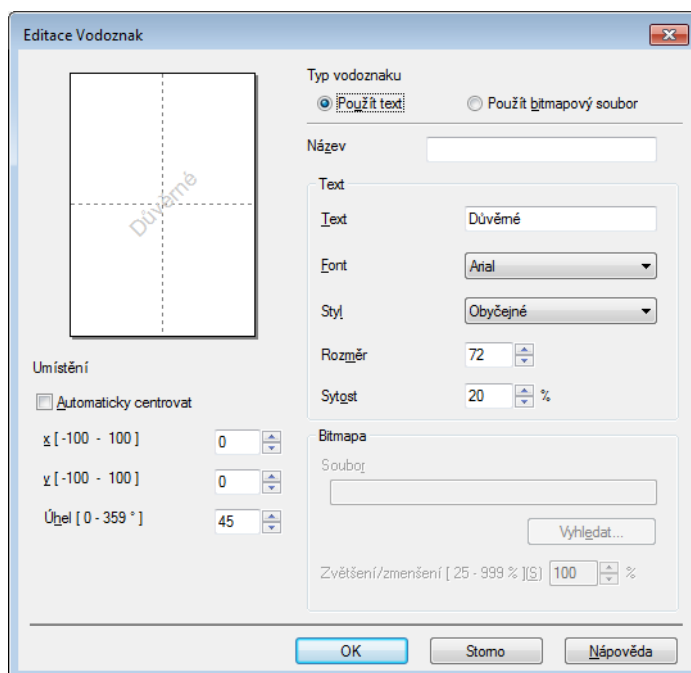 Editace Vodoznak
Důvěrné
Umístění
Automaticky centrovat
x [ -100 - 100 ] 0
y [ -100 - 100 ] 0
Úhel [ 0 - 359 ° ] 45
Typ vodoznaku
Použít text Použít bitmapový soubor
Název
Text
Text Důvěrné
Font Arial
Styl Obyčejné
Rozměr 72
Sytost 20 %
Bitmapa
Soubor
Vyhledat...
Zvětšení/zmenšení [ 25 - 999 % ](S) 100 %
OK Storno Nápověda